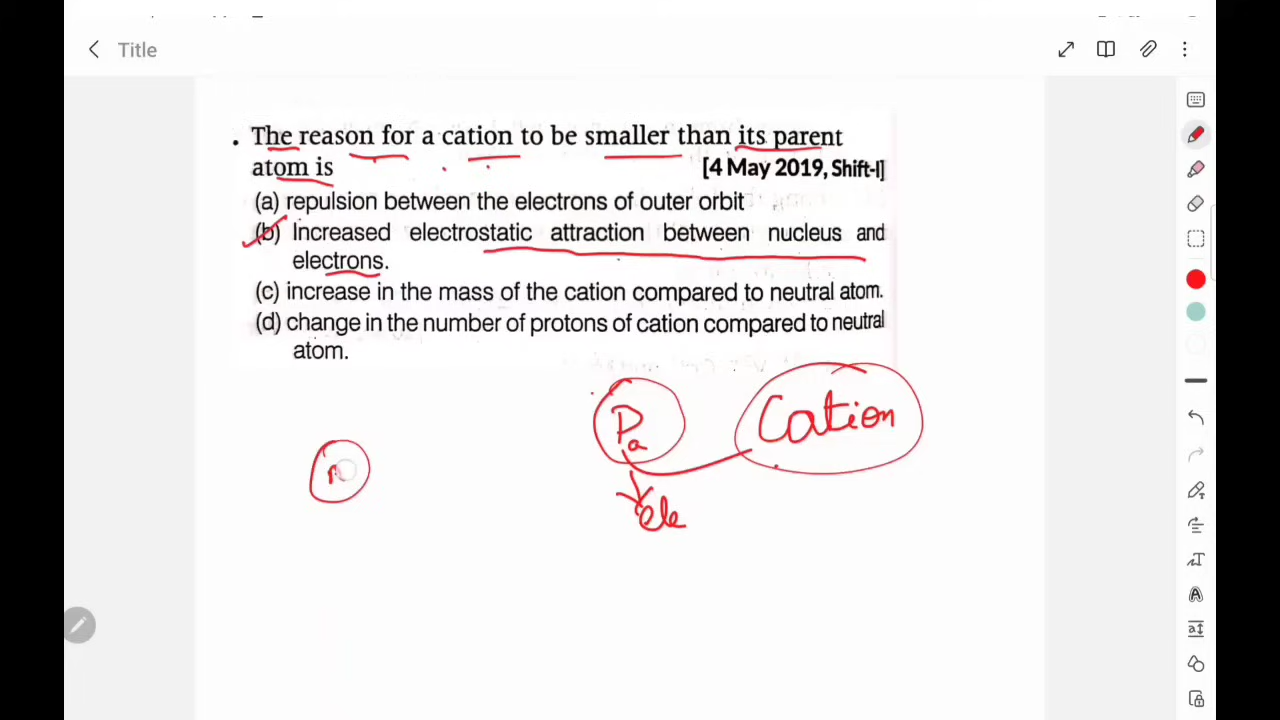 Title
. The reason for a cation to be smaller than its parent
atom is [4 May 2019, Shift-I]
(a) repulsion between the electrons of outer orbit
(b) Increased electrostatic attraction between nucleus and
electrons.
(c) increase in the mass of the cation compared to neutral atom.
(d) change in the number of protons of cation compared to neutral
atom.
Pa Cation
ele